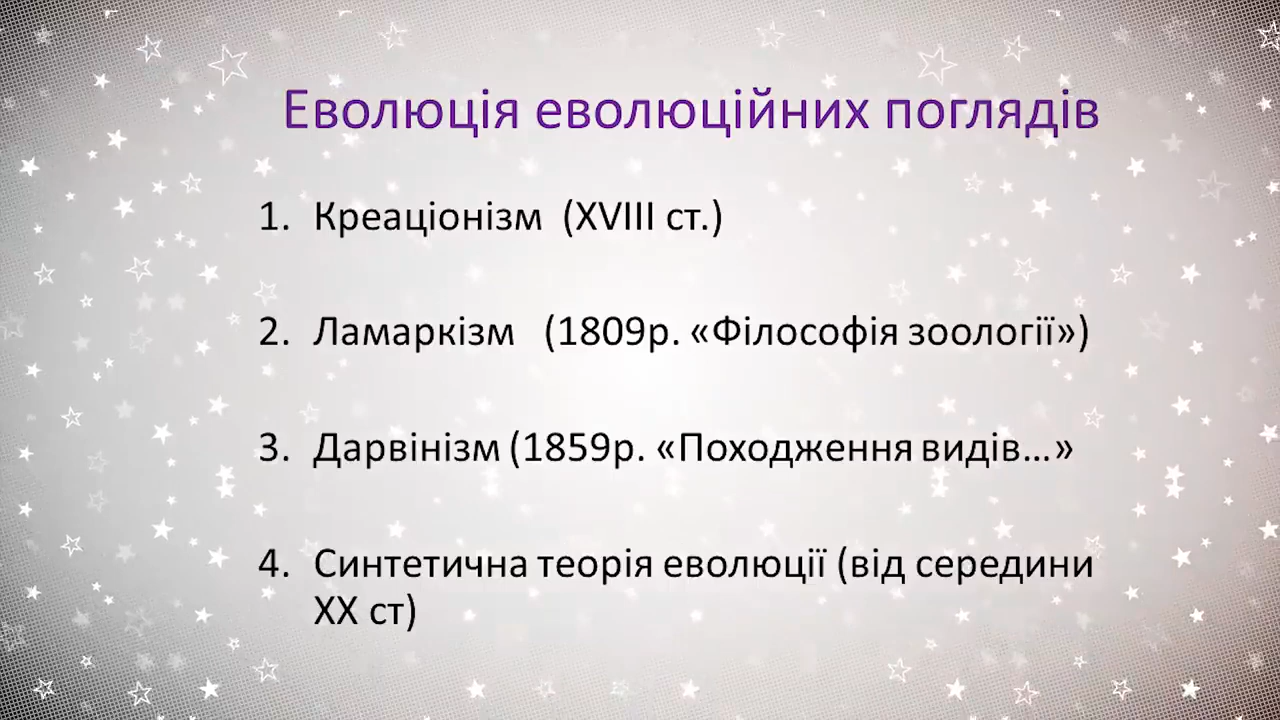 Еволюція еволюційних поглядів
1. Креаціонізм (XVIII ст.)
2. Ламаркізм (1809р. «Філософія зоології»)
3. Дарвінізм (1859р. «Походження видів...»
4. Синтетична теорія еволюції (від середини
ХХ ст)